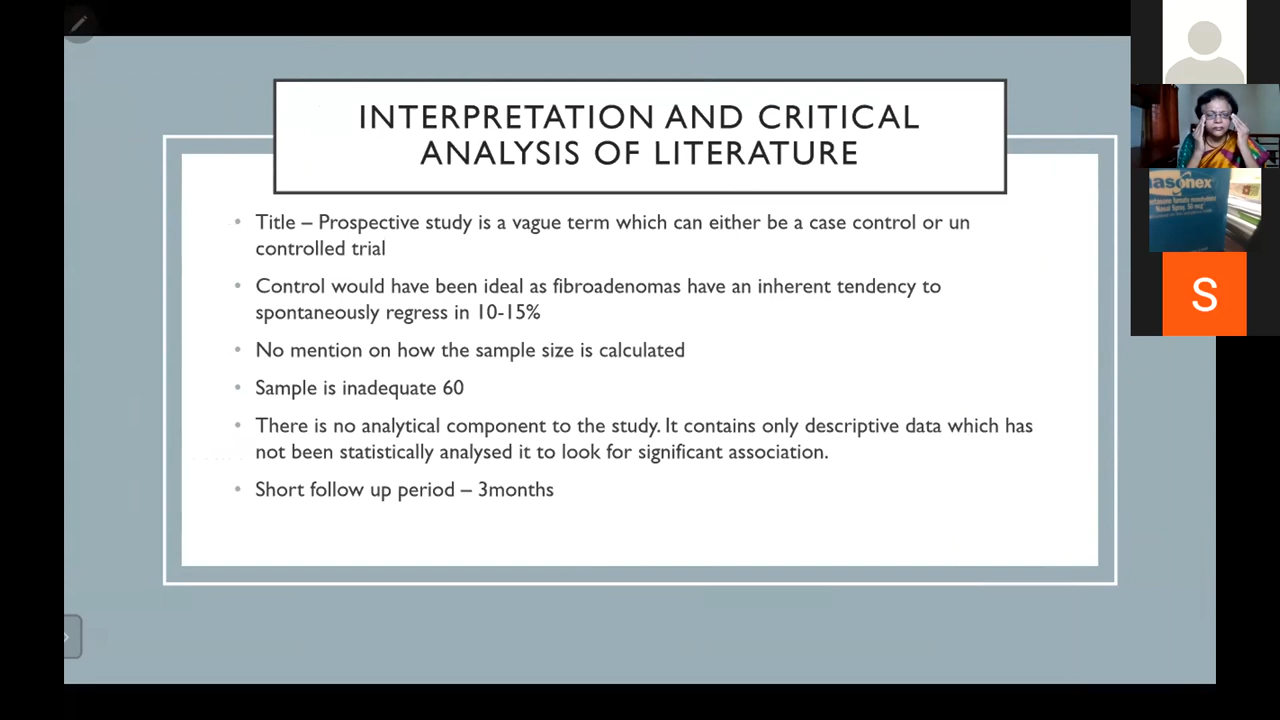 INTERPRETATION AND CRITICAL
ANALYSIS OF LITERATURE
• Title – Prospective study is a vague term which can either be a case control or un
controlled trial
• Control would have been ideal as fibroadenomas have an inherent tendency to
spontaneously regress in 10-15%
• No mention on how the sample size is calculated
• Sample is inadequate 60
• There is no analytical component to the study. It contains only descriptive data which has
not been statistically analysed it to look for significant association.
• Short follow up period – 3months
S